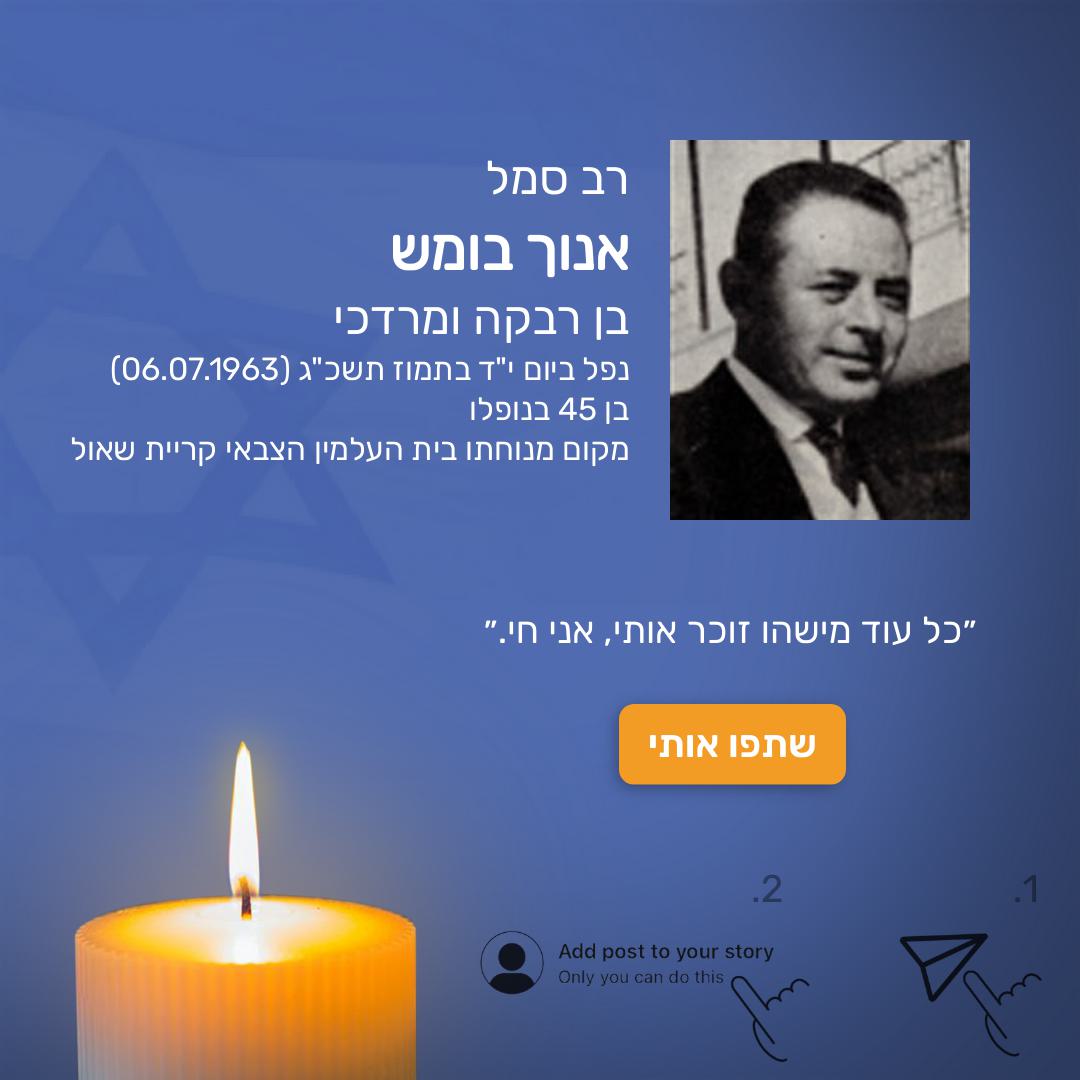 רב סמל
אנוך בומש
בן רבקה ומרדכי
נפל ביום י"ד בתמוז תשכ"ג (06.07.1963)
בן 45 בנופלו
מקום מנוחתו בית העלמין הצבאי קריית שאול
״כל עוד מישהו זוכר אותי, אני חי.״
שתפו אותי
1.
2.
Add post to your story
Only you can do this